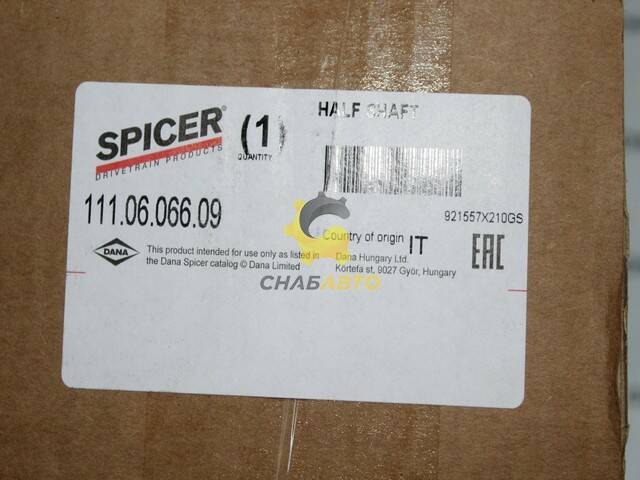 SPICER®
DRIVETRAIN PRODUCTS
(1)
QUANTITY
HALF SHAFT
111.06.066.09
921557X210GS
Country of origin IT
DANA
This product intended for use only as listed in
the Dana Spicer catalog © Dana Limited
Dana Hungary Ltd.
Körtefa st, 9027 Györ, Hungary
EAC
СНАБАВТО